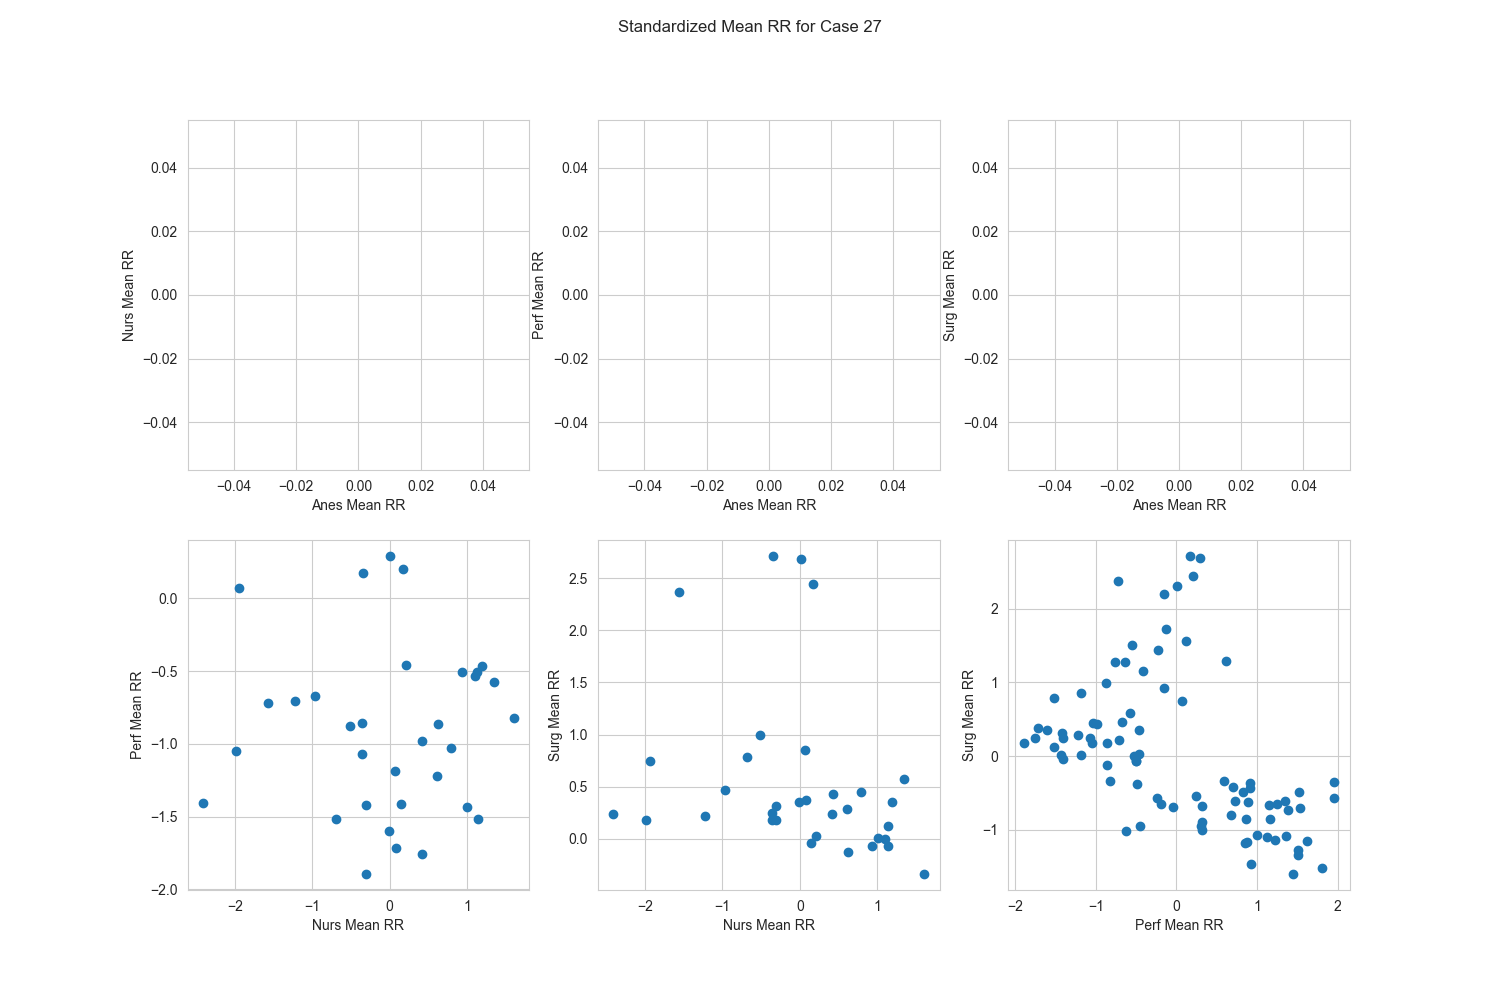 Standardized Mean RR for Case 27
0.04
0.02
0.00
−0.02
−0.04
Nurs Mean RR
−0.04 −0.02 0.00 0.02 0.04
Anes Mean RR
0.04
0.02
0.00
−0.02
−0.04
Perf Mean RR
−0.04 −0.02 0.00 0.02 0.04
Anes Mean RR
0.04
0.02
0.00
−0.02
−0.04
Surg Mean RR
−0.04 −0.02 0.00 0.02 0.04
Anes Mean RR
0.0
−0.5
−1.0
−1.5
−2.0
Perf Mean RR
−2 −1 0 1
Nurs Mean RR
2.5
2.0
1.5
1.0
0.5
0.0
Surg Mean RR
−2 −1 0 1
Nurs Mean RR
2
1
0
−1
Surg Mean RR
−2 −1 0 1 2
Perf Mean RR